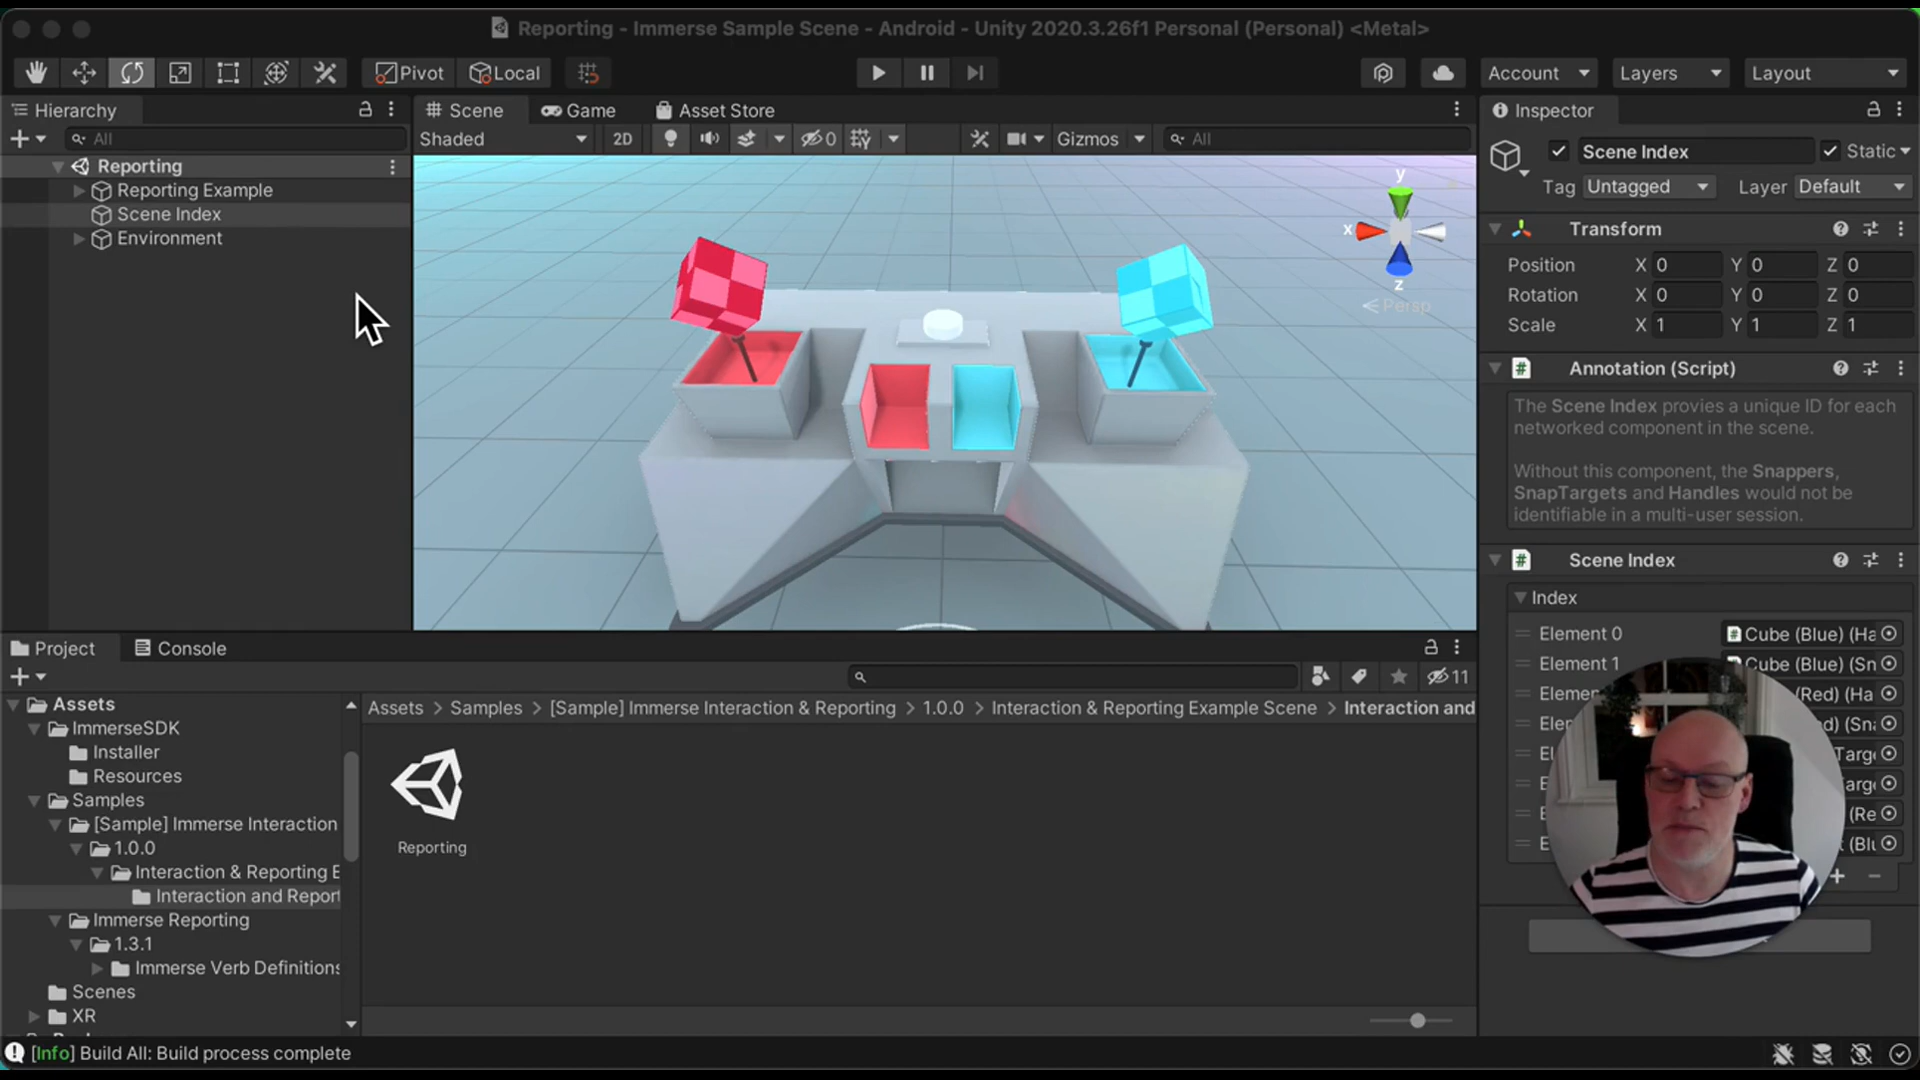 Reporting - Immerse Sample Scene - Android - Unity 2020.3.26f1 Personal (Personal) <Metal>
Pivot Local Account Layers Layout
Hierarchy Scene Game Asset Store Inspector
All Shaded 2D 0 Gizmos All
Reporting
Reporting Example
Scene Index
Environment
y
x
z
Persp
Scene Index Static
Tag Untagged Layer Default
Transform
Position X 0 Y 0 Z 0
Rotation X 0 Y 0 Z 0
Scale X 1 Y 1 Z 1
Annotation (Script)
The Scene Index provies a unique ID for each
networked component in the scene.
Without this component, the Snappers,
SnapTargets and Handles would not be
identifiable in a multi-user session.
Scene Index
Index
Element 0 Cube (Blue) (Ha
Element 1 Cube (Blue) (Sn
Elemen (Red) (Ha
Project Console
11
Assets
ImmerseSDK
Installer
Resources
Samples
[Sample] Immerse Interaction
1.0.0
Interaction & Reporting E
Interaction and Report
Immerse Reporting
1.3.1
Immerse Verb Definitions
Scenes
XR
Assets > Samples > [Sample] Immerse Interaction & Reporting > 1.0.0 > Interaction & Reporting Example Scene > Interaction and
Reporting
[Info] Build All: Build process complete